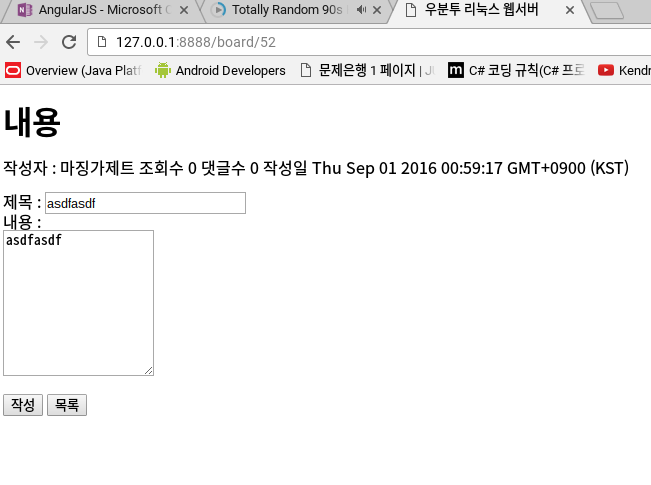 AngularJS - Microsoft
Totally Random 90s
우분투 리눅스 웹서버
127.0.0.1:8888/board/52
Overview (Java Platf
Android Developers
문제은행 1 페이지 |
C# 코딩 규칙(C# 프로
Kendr
내용
작성자 : 마징가제트 조회수 0 댓글수 0 작성일 Thu Sep 01 2016 00:59:17 GMT+0900 (KST)
제목 : asdfasdf
내용 :
asdfasdf
작성 목록